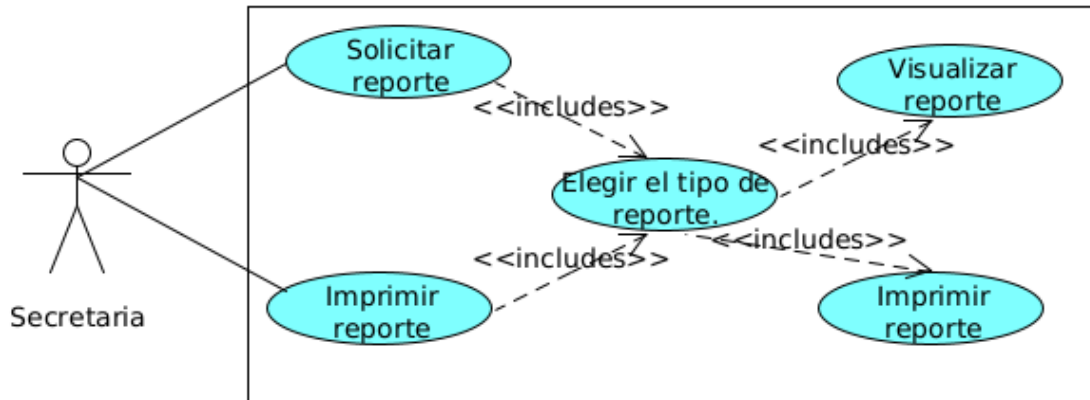 Solicitar
reporte
Visualizar
reporte
<<includes>>
<<includes>>
Elegir el tipo de
reporte.
<<includes>>
<<includes>>
Imprimir
reporte
Imprimir
reporte
Secretaria